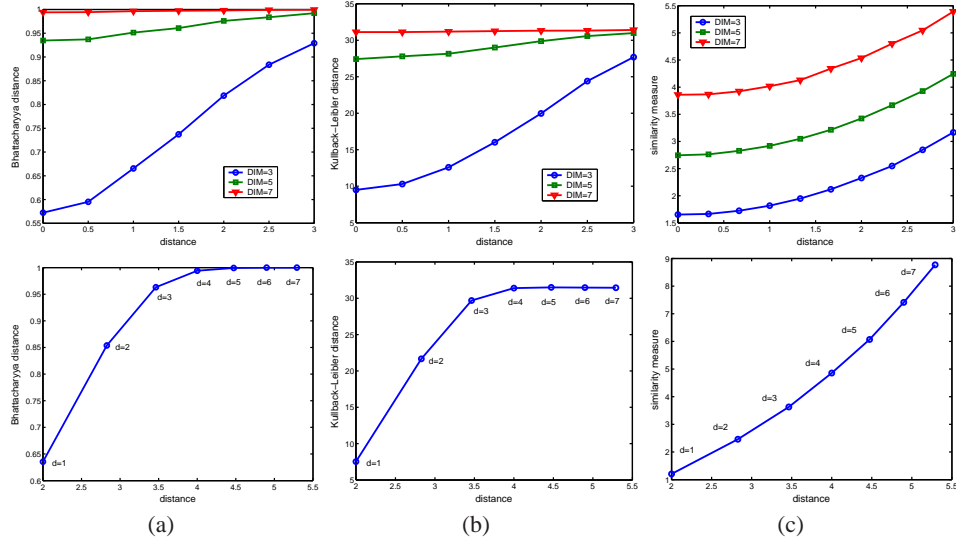 1
0.95
0.9
0.85
0.8
0.75
0.7
0.65
0.6
0.55
0 0.5 1 1.5 2 2.5 3
distance
Bhattacharyya distance
DIM=3
DIM=5
DIM=7
35
30
25
20
15
10
5
0 0.5 1 1.5 2 2.5 3
distance
Kullback−Leibler distance
DIM=3
DIM=5
DIM=7
5.5
5
4.5
4
3.5
3
2.5
2
1.5
0 0.5 1 1.5 2 2.5 3
distance
similarity measure
DIM=3
DIM=5
DIM=7
1
0.95
0.9
0.85
0.8
0.75
0.7
0.65
0.6
2 2.5 3 3.5 4 4.5 5 5.5
distance
Bhattacharyya distance
d=1
d=2
d=3
d=4 d=5 d=6 d=7
35
30
25
20
15
10
5
2 2.5 3 3.5 4 4.5 5 5.5
distance
Kullback−Leibler distance
d=1
d=2
d=3
d=4 d=5 d=6 d=7
9
8
7
6
5
4
3
2
1
2 2.5 3 3.5 4 4.5 5 5.5
distance
similarity measure
d=1
d=2
d=3
d=4
d=5
d=6
d=7
(a) (b) (c)